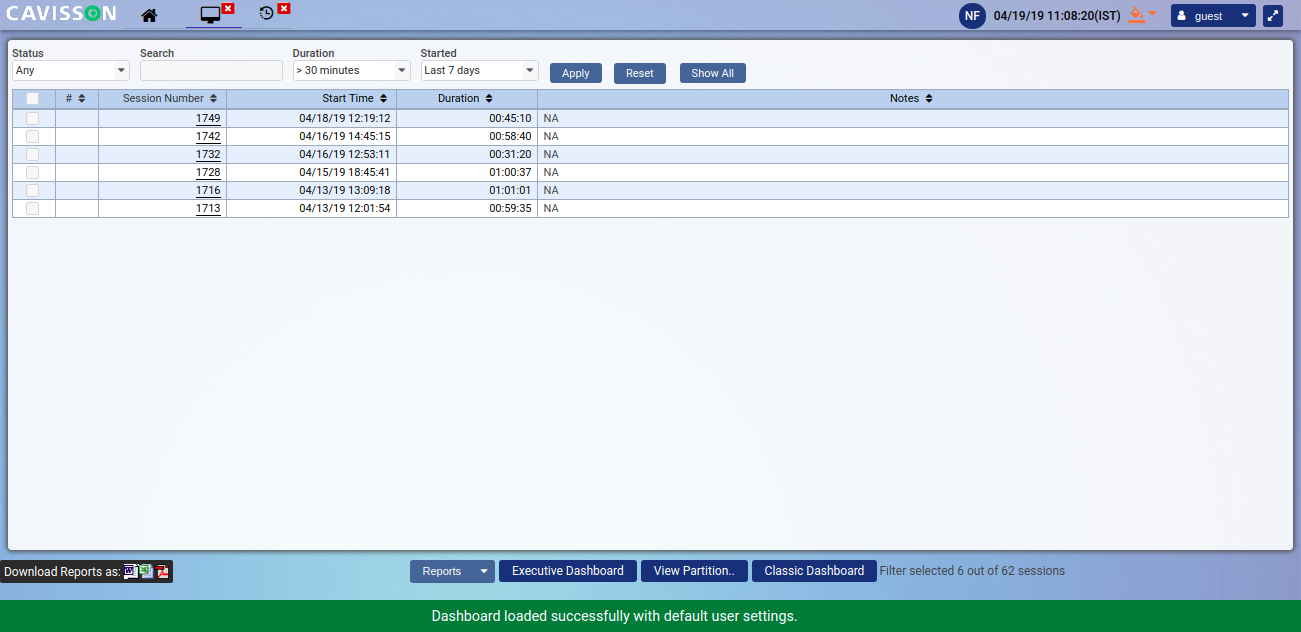 CAVISSON NF 04/19/19 11:08:20(IST) guest
Status Search Duration Started
Any > 30 minutes Last 7 days Apply Reset Show All
# Session Number Start Time Duration Notes
1749 04/18/19 12:19:12 00:45:10 NA
1742 04/16/19 14:45:15 00:58:40 NA
1732 04/16/19 12:53:11 00:31:20 NA
1728 04/15/19 18:45:41 01:00:37 NA
1716 04/13/19 13:09:18 01:01:01 NA
1713 04/13/19 12:01:54 00:59:35 NA
Download Reports as: Reports Executive Dashboard View Partition.. Classic Dashboard Filter selected 6 out of 62 sessions
Dashboard loaded successfully with default user settings.